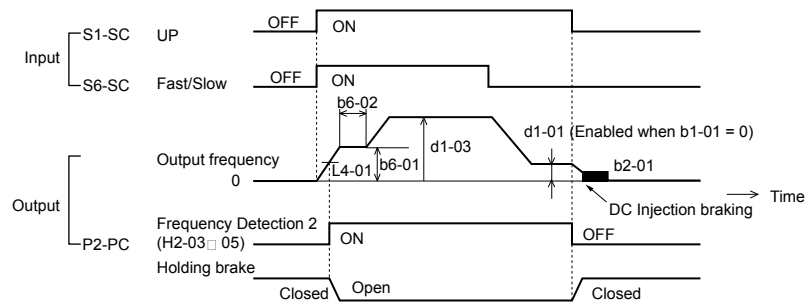 OFF ON
S1-SC UP
Input
OFF ON
S6-SC Fast/Slow
b6-02
d1-01 (Enabled when b1-01 = 0)
d1-03
Output frequency
L4-01 b6-01
b2-01
0
Time
Output
DC Injection braking
Frequency Detection 2
(H2-03□ 05)
ON OFF
P2-PC
Holding brake
Closed Open Closed